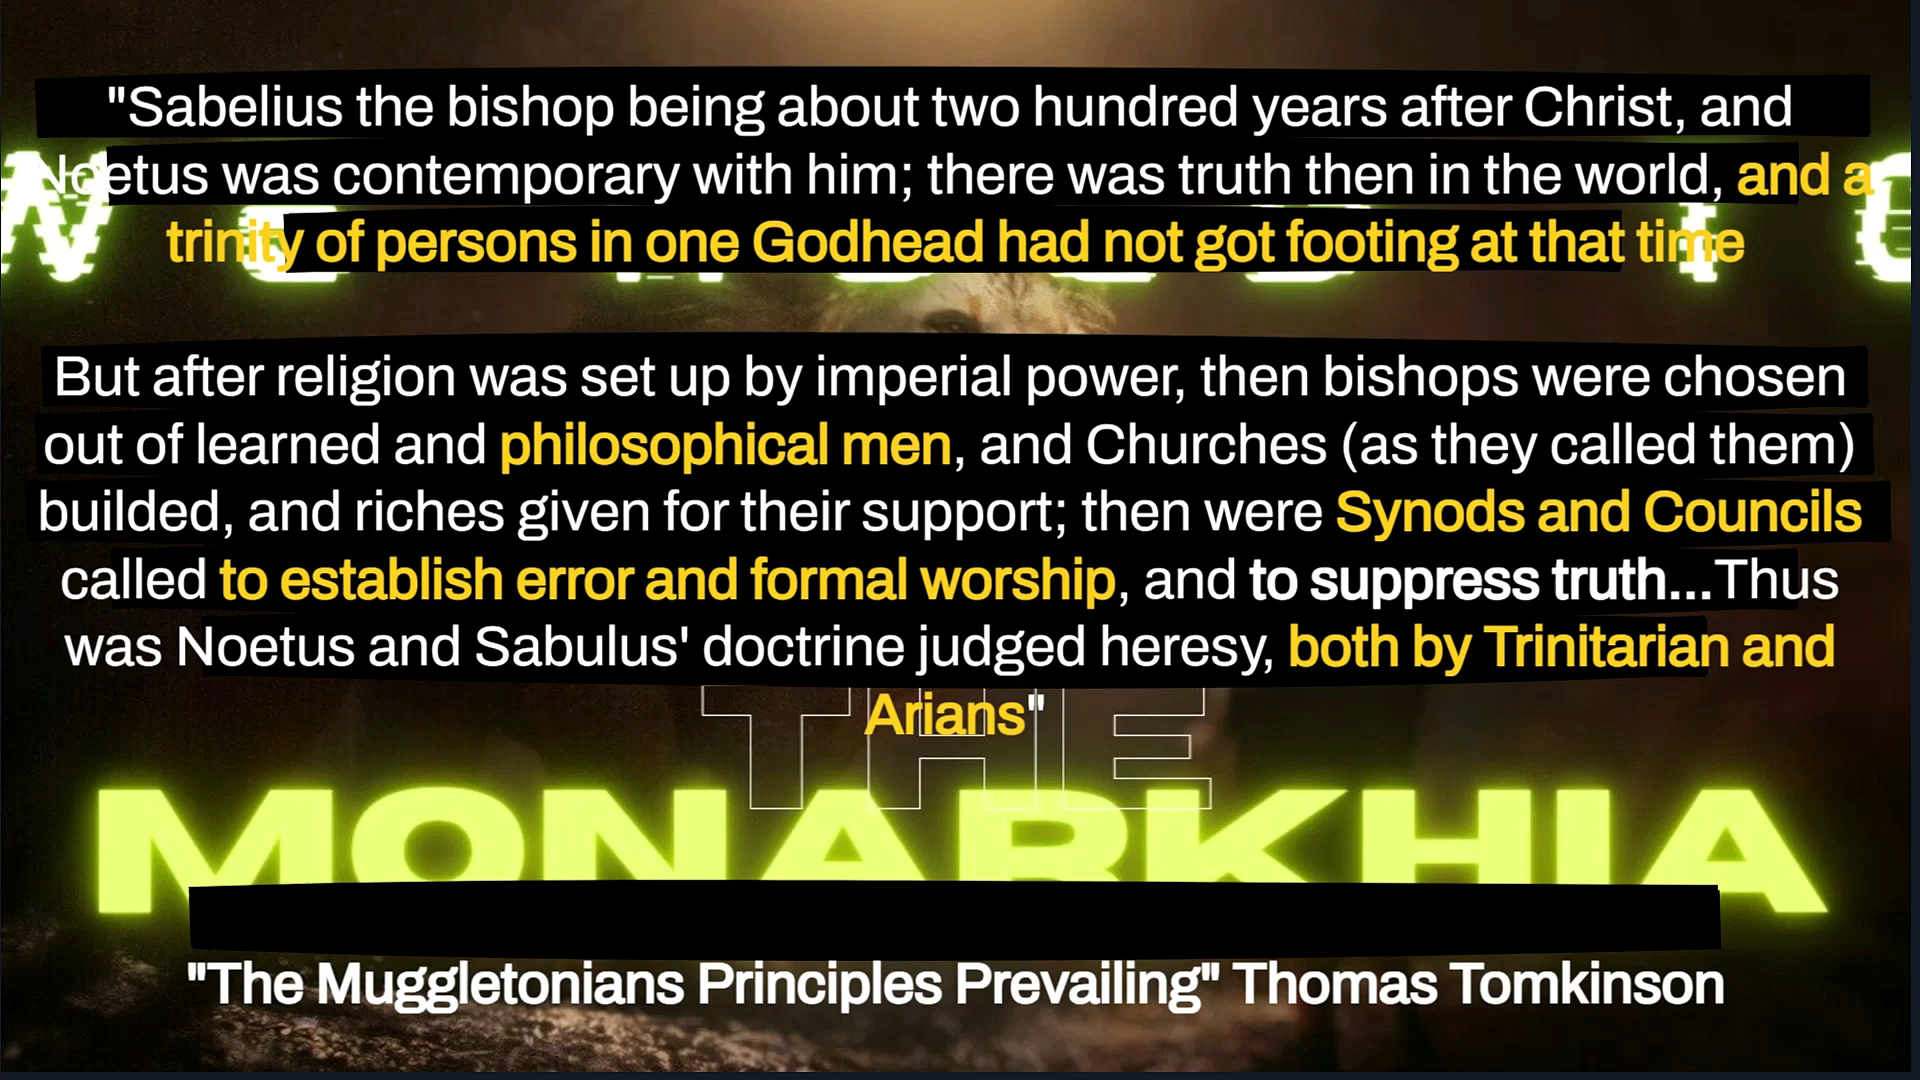 "Sabelius the bishop being about two hundred years after Christ, and
Noetus was contemporary with him; there was truth then in the world, and a
trinity of persons in one Godhead had not got footing at that time
But after religion was set up by imperial power, then bishops were chosen
out of learned and philosophical men, and Churches (as they called them)
builded, and riches given for their support; then were Synods and Councils
called to establish error and formal worship, and to suppress truth...Thus
was Noetus and Sabulus' doctrine judged heresy, both by Trinitarian and
Arians"
THE
MONARKHIA
"The Muggletonians Principles Prevailing" Thomas Tomkinson